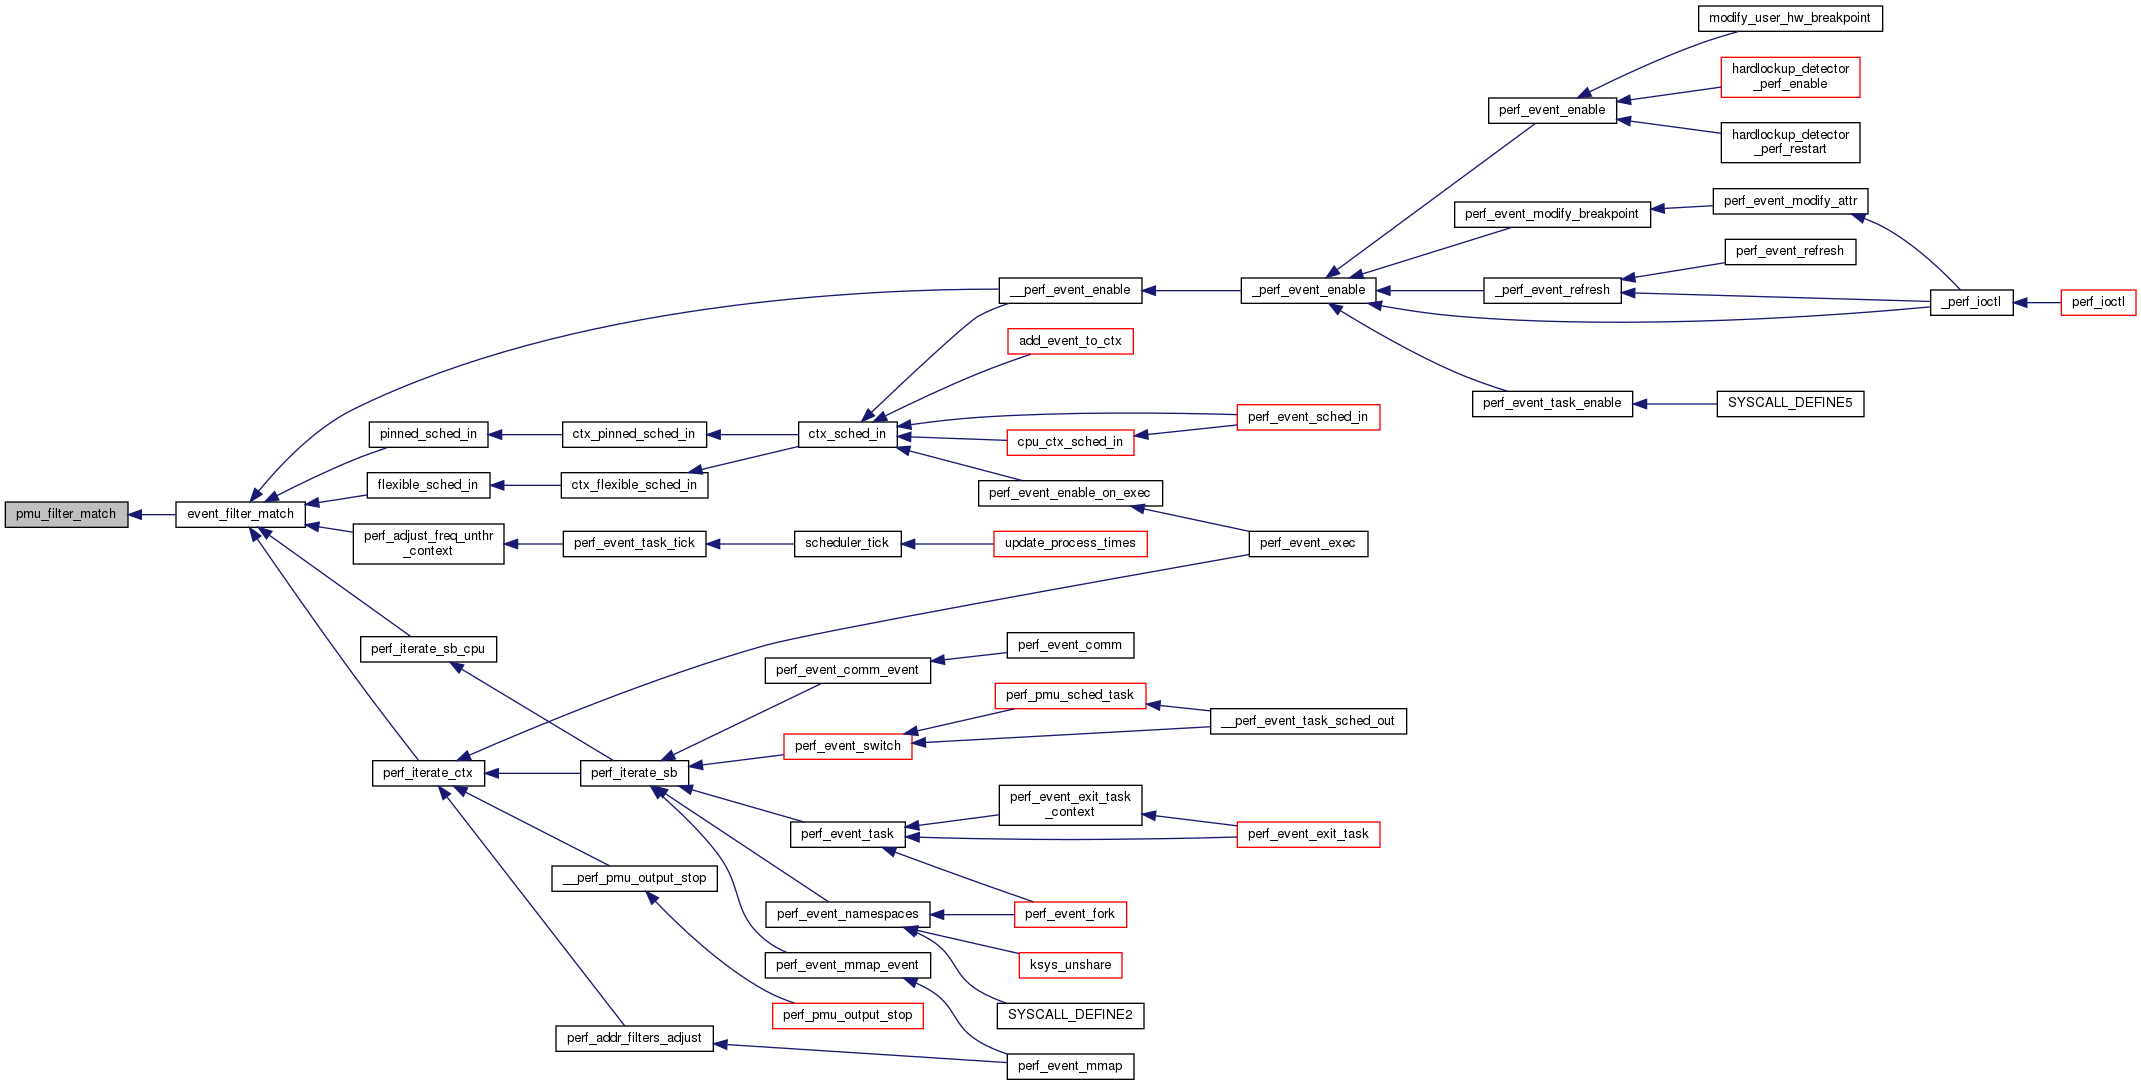 modify_user_hw_breakpoint
hardlockup_detector
_perf_enable
perf_event_enable
hardlockup_detector
_perf_restart
perf_event_modify_attr
perf_event_modify_breakpoint
perf_event_refresh
__perf_event_enable
_perf_event_enable
_perf_event_refresh
_perf_ioctl
perf_ioctl
add_event_to_ctx
perf_event_task_enable
SYSCALL_DEFINE5
perf_event_sched_in
pinned_sched_in
ctx_pinned_sched_in
ctx_sched_in
cpu_ctx_sched_in
flexible_sched_in
ctx_flexible_sched_in
perf_event_enable_on_exec
pmu_filter_match
event_filter_match
perf_adjust_freq_unthr
_context
perf_event_task_tick
scheduler_tick
update_process_times
perf_event_exec
perf_iterate_sb_cpu
perf_event_comm
perf_event_comm_event
perf_pmu_sched_task
__perf_event_task_sched_out
perf_event_switch
perf_iterate_ctx
perf_iterate_sb
perf_event_exit_task
_context
perf_event_task
perf_event_exit_task
__perf_pmu_output_stop
perf_event_namespaces
perf_event_fork
perf_event_mmap_event
ksys_unshare
perf_pmu_output_stop
SYSCALL_DEFINE2
perf_addr_filters_adjust
perf_event_mmap